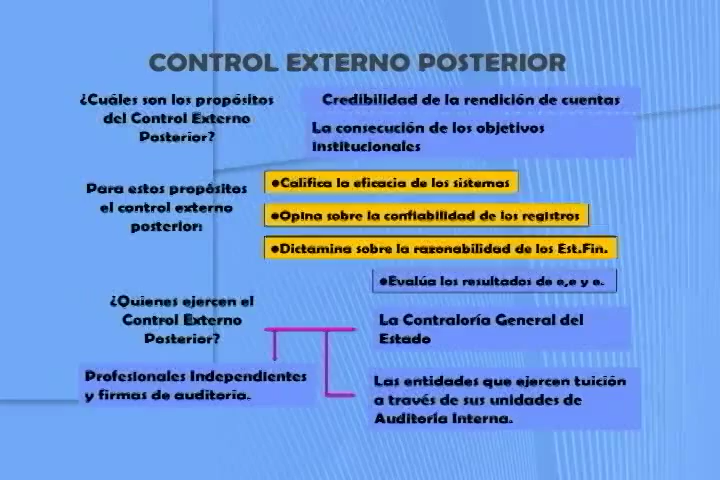 CONTROL EXTERNO POSTERIOR
¿Cuáles son los propósitos
del Control Externo
Posterior?
Credibilidad de la rendición de cuentas
La consecución de los objetivos
institucionales
Para estos propósitos
el control externo
posterior:
•Califica la eficacia de los sistemas
•Opina sobre la confiabilidad de los registros
•Dictamina sobre la razonabilidad de los Est.Fin.
•Evalúa los resultados de e,e y e.
¿Quienes ejercen el
Control Externo
Posterior?
La Contraloría General del
Estado
Profesionales Independientes
y firmas de auditoria.
Las entidades que ejercen tuición
a través de sus unidades de
Auditoría Interna.